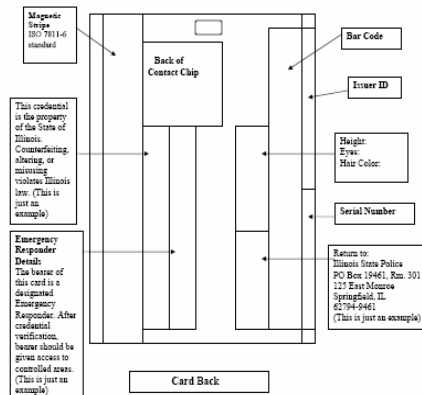 Magnetic
Stripe
ISO 7811-6
standard
Back of
Contact Chip
Bar Code
Issuer ID
This credential
is the property
of the State of
Illinois.
Counterfeiting,
altering, or
misusing
violates Illinois
law. (This is
just an
example)
Height:
Eyes:
Hair Color:
Serial Number
Emergency
Responder
Details
The bearer of
this card is a
designated
Emergency
Responder. After
credential
verification,
bearer should be
given access to
controlled areas.
(This is just an
example)
Return to:
Illinois State Police
PO Box 19461, Rm. 301
125 East Monroe
Springfield, IL
62794-9461
(This is just an example)
Card Back